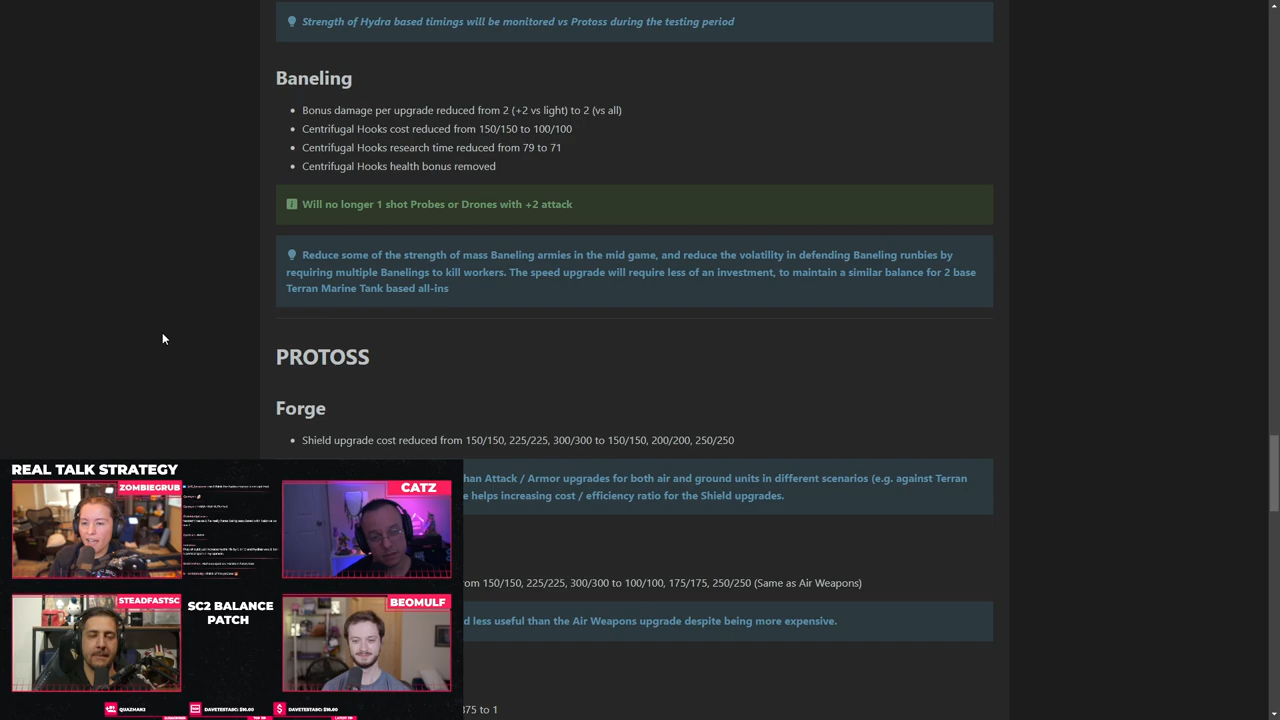 Strength of Hydra based timings will be monitored vs Protoss during the testing period
Baneling
Bonus damage per upgrade reduced from 2 (+2 vs light) to 2 (vs all)
Centrifugal Hooks cost reduced from 150/150 to 100/100
Centrifugal Hooks research time reduced from 79 to 71
Centrifugal Hooks health bonus removed
Will no longer 1 shot Probes or Drones with +2 attack
Reduce some of the strength of mass Baneling armies in the mid game, and reduce the volatility in defending Baneling runbies by
requiring multiple Banelings to kill workers. The speed upgrade will require less of an investment, to maintain a similar balance for 2 base
Terran Marine Tank based all-ins
PROTOSS
Forge
Shield upgrade cost reduced from 150/150, 225/225, 300/300 to 150/150, 200/200, 250/250
han Attack / Armor upgrades for both air and ground units in different scenarios (e.g. against Terran
e helps increasing cost / efficiency ratio for the Shield upgrades.
om 150/150, 225/225, 300/300 to 100/100, 175/175, 250/250 (Same as Air Weapons)
d less useful than the Air Weapons upgrade despite being more expensive.
875 to 1
REAL TALK STRATEGY
ZOMBIEGRUB
CATZ
STEADFASTSC
SC2 BALANCE
PATCH
BEOMULF
QUAZMAN2
DAVETESTASC: $10.00
DAVETESTASC: $10.00